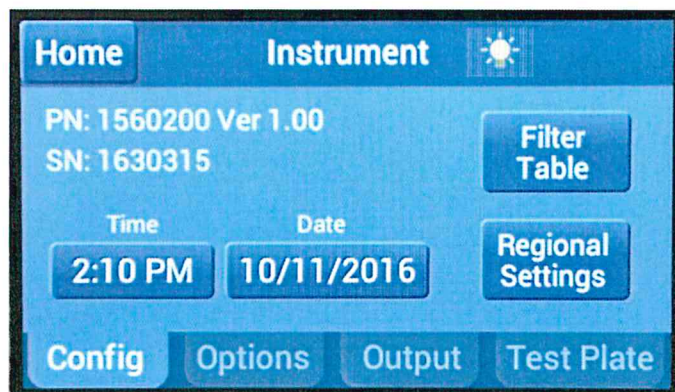 Home Instrument
PN: 1560200 Ver 1.00
SN: 1630315
Filter
Table
Time Date
2:10 PM 10/11/2016
Regional
Settings
Config Options Output Test Plate